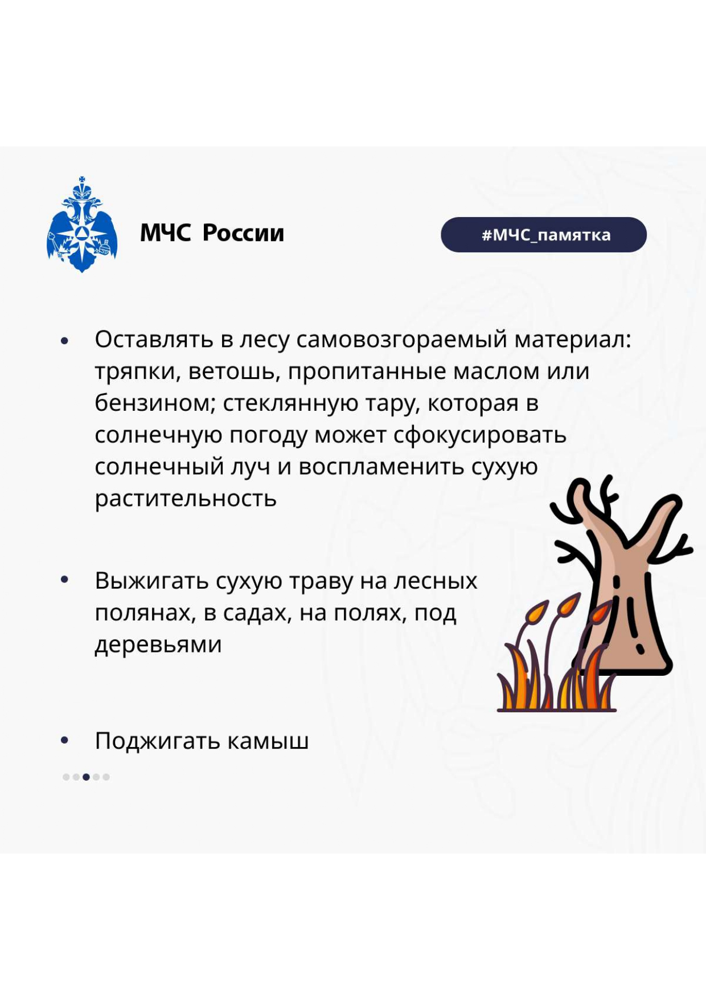 МЧС России
#МЧС_памятка
• Оставлять в лесу самовозгораемый материал:
тряпки, ветошь, пропитанные маслом или
бензином; стеклянную тару, которая в
солнечную погоду может сфокусировать
солнечный луч и воспламенить сухую
растительность
• Выжигать сухую траву на лесных
полянах, в садах, на полях, под
деревьями
• Поджигать камыш